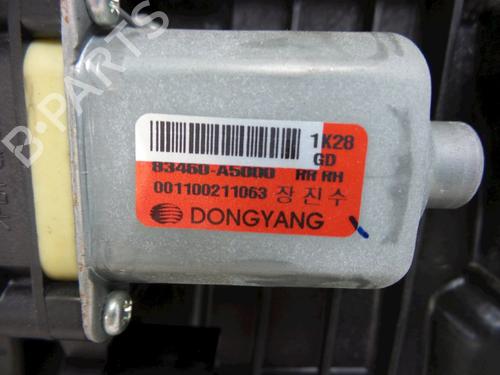 B-PARTS
1K28
GD
83460-A5000 RR RH
001100211063 장진수
DONGYANG